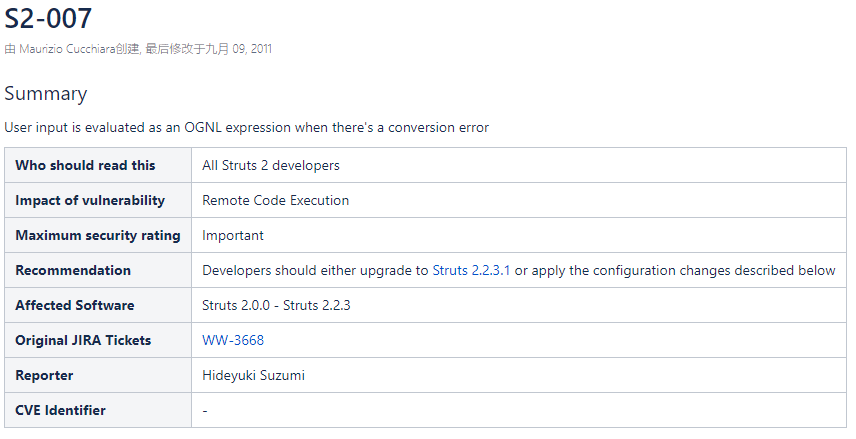 S2-007
由 Maurizio Cucchiara创建, 最后修改于九月 09, 2011
Summary
User input is evaluated as an OGNL expression when there's a conversion error
Who should read this All Struts 2 developers
Impact of vulnerability Remote Code Execution
Maximum security rating Important
Recommendation Developers should either upgrade to Struts 2.2.3.1 or apply the configuration changes described below
Affected Software Struts 2.0.0 - Struts 2.2.3
Original JIRA Tickets WW-3668
Reporter Hideyuki Suzumi
CVE Identifier -